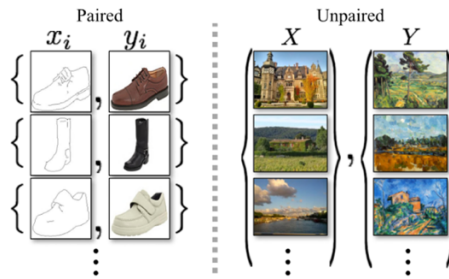 Paired
Unpaired
x_i
y_i
X
Y
{ , }
{ , }
{ , }
⋮ ⋮
{ } , { }
⋮ ⋮